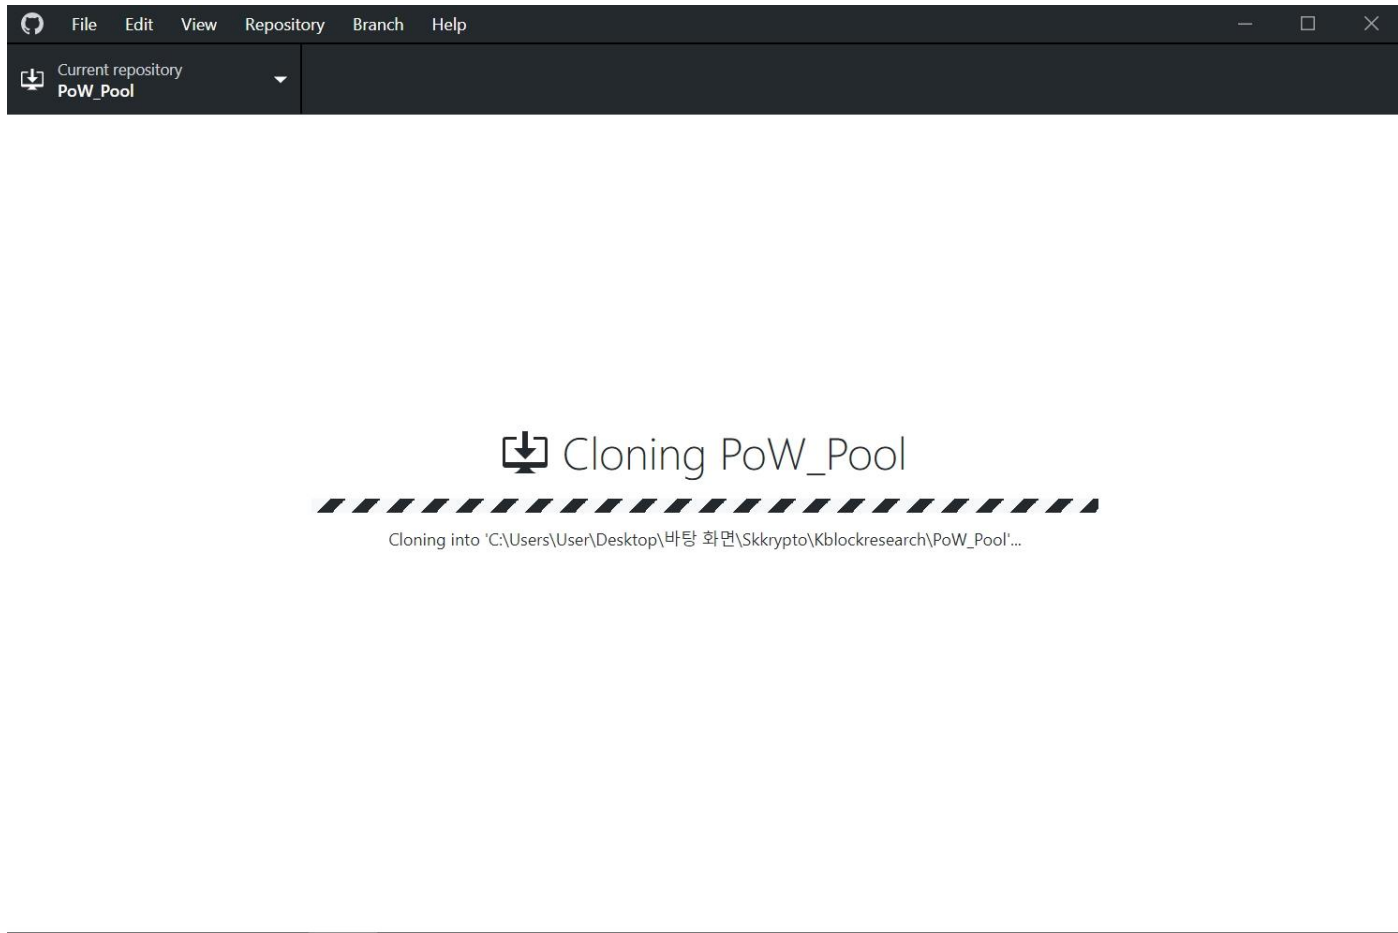 File Edit View Repository Branch Help
Current repository
PoW_Pool
Cloning PoW_Pool
Cloning into 'C:\Users\User\Desktop\바탕 화면\Skkrypto\Kblockresearch\PoW_Pool'...